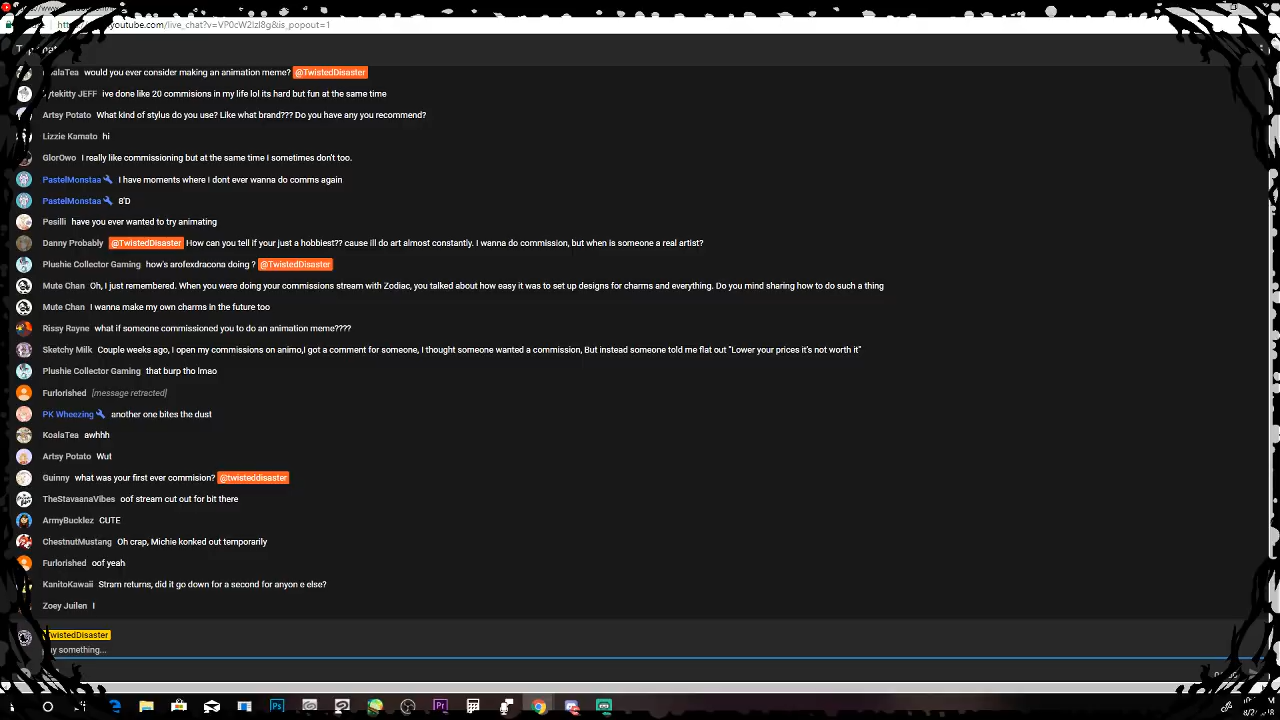 youtube.com/live_chat?v=VP0cW2IzI8g&is_popout=1
would you ever consider making an animation meme? @TwistedDisaster
JEFF ive done like 20 commisions in my life lol its hard but fun at the same time
Artsy Potato What kind of stylus do you use? Like what brand??? Do you have any you recommend?
Lizzie Kamato hi
GlorOwo I really like commissioning but at the same time I sometimes don't too.
PastelMonstaa I have moments where I dont ever wanna do comms again
PastelMonstaa 8'D
Pesilli have you ever wanted to try animating
Danny Probably @TwistedDisaster How can you tell if your just a hobbiest?? cause ill do art almost constantly. I wanna do commission, but when is someone a real artist?
Plushie Collector Gaming how's arofexdracona doing ? @TwistedDisaster
Mute Chan Oh, I just remembered. When you were doing your commissions stream with Zodiac, you talked about how easy it was to set up designs for charms and everything. Do you mind sharing how to do such a thing
Mute Chan I wanna make my own charms in the future too
Rissy Rayne what if someone commissioned you to do an animation meme????
Sketchy Milk Couple weeks ago, I open my commissions on animo,I got a comment for someone, I thought someone wanted a commission, But instead someone told me flat out "Lower your prices it's not worth it"
Plushie Collector Gaming that burp tho lmao
Furlorished [message retracted]
PK Wheezing another one bites the dust
KoalaTea awhhh
Artsy Potato Wut
Guinny what was your first ever commision? @twisteddisaster
TheStavaanaVibes oof stream cut out for bit there
ArmyBucklez CUTE
ChestnutMustang Oh crap, Michie konked out temporarily
Furlorished oof yeah
KanitoKawaii Stram returns, did it go down for a second for anyon e else?
Zoey Juilen I
TwistedDisaster
something...
Ps
Pr